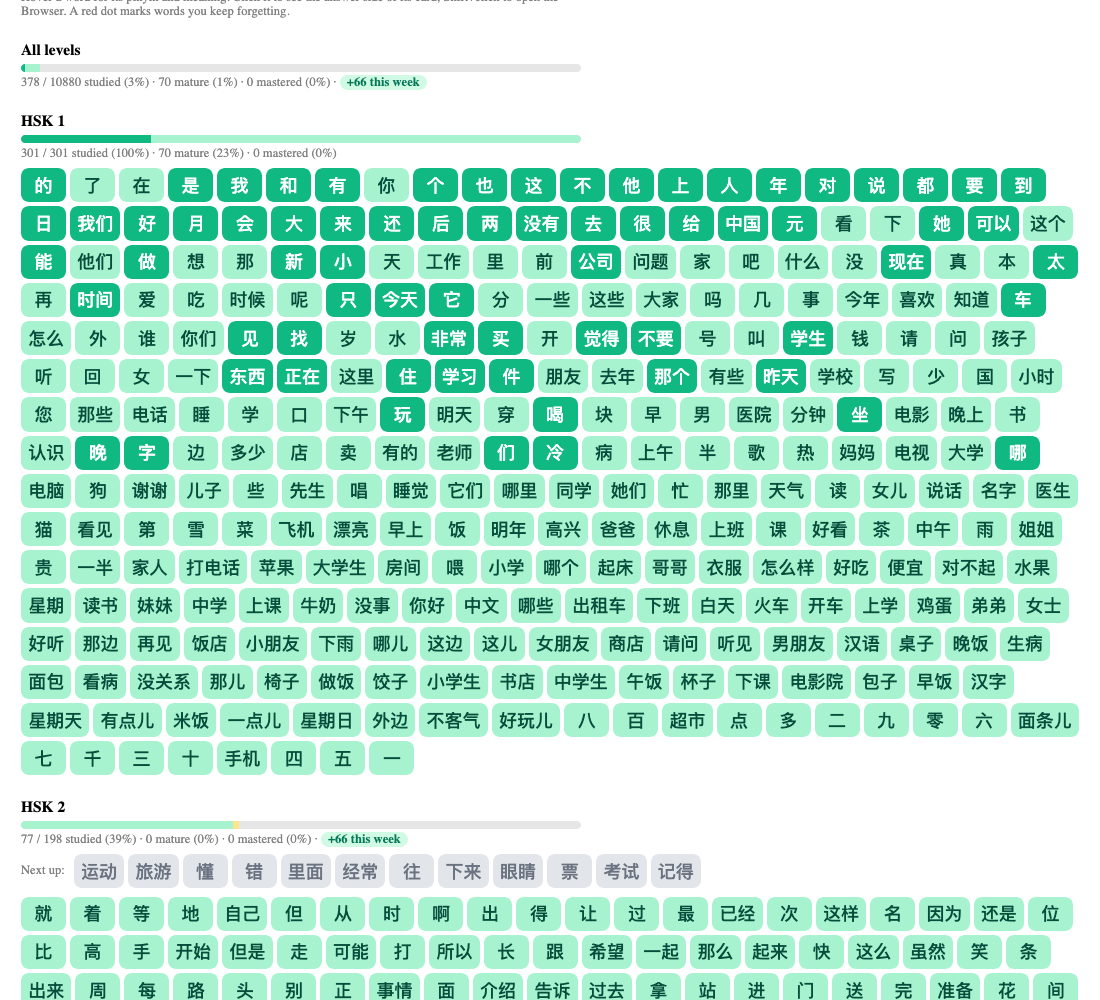 Browser. A red dot marks words you keep forgetting.
All levels
378 / 10880 studied (3%) · 70 mature (1%) · 0 mastered (0%) · +66 this week
HSK 1
301 / 301 studied (100%) · 70 mature (23%) · 0 mastered (0%)
的 了 在 是 我 和 有 你 个 也 这 不 他 上 人 年 对 说 都 要 到
日 我们 好 月 会 大 来 还 后 两 没有 去 很 给 中国 元 看 下 她 可以 这个
能 他们 做 想 那 新 小 天 工作 里 前 公司 问题 家 吧 什么 没 现在 真 本 太
再 时间 爱 吃 时候 呢 只 今天 它 分 一些 这些 大家 吗 几 事 今年 喜欢 知道 车
怎么 外 谁 你们 见 找 岁 水 非常 买 开 觉得 不要 号 叫 学生 钱 请 问 孩子
听 回 女 一下 东西 正在 这里 住 学习 件 朋友 去年 那个 有些 昨天 学校 写 少 国 小时
您 那些 电话 睡 学 口 下午 玩 明天 穿 喝 块 早 男 医院 分钟 坐 电影 晚上 书
认识 晚 字 边 多少 店 卖 有的 老师 们 冷 病 上午 半 歌 热 妈妈 电视 大学 哪
电脑 狗 谢谢 儿子 些 先生 唱 睡觉 它们 哪里 同学 她们 忙 那里 天气 读 女儿 说话 名字 医生
猫 看见 第 雪 菜 飞机 漂亮 早上 饭 明年 高兴 爸爸 休息 上班 课 好看 茶 中午 雨 姐姐
贵 一半 家人 打电话 苹果 大学生 房间 喂 小学 哪个 起床 哥哥 衣服 怎么样 好吃 便宜 对不起 水果
星期 读书 妹妹 中学 上课 牛奶 没事 你好 中文 哪些 出租车 下班 白天 火车 开车 上学 鸡蛋 弟弟 女士
好听 那边 再见 饭店 小朋友 下雨 哪儿 这边 这儿 女朋友 商店 请问 听见 男朋友 汉语 桌子 晚饭 生病
面包 看病 没关系 那儿 椅子 做饭 饺子 小学生 书店 中学生 午饭 杯子 下课 电影院 包子 早饭 汉字
星期天 有点儿 米饭 一点儿 星期日 外边 不客气 好玩儿 八 百 超市 点 多 二 九 零 六 面条儿
七 千 三 十 手机 四 五 一
HSK 2
77 / 198 studied (39%) · 0 mature (0%) · 0 mastered (0%) · +66 this week
Next up: 运动 旅游 懂 错 里面 经常 往 下来 眼睛 票 考试 记得
就 着 等 地 自己 但 从 时 啊 出 得 让 过 最 已经 次 这样 名 因为 还是 位
比 高 手 开始 但是 走 可能 打 所以 长 跟 希望 一起 那么 起来 快 这么 虽然 笑 条
出来 周 每 路 头 别 正 事情 面 介绍 告诉 过去 拿 站 进 门 送 完 准备 花 间